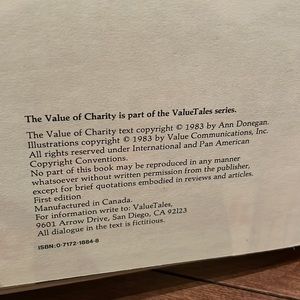 The Value of Charity is part of the ValueTales series.
The Value of Charity text copyright © 1983 by Ann Donegan.
Illustrations copyright © 1983 by Value Communications, Inc.
All rights reserved under International and Pan American
Copyright Conventions.
No part of this book may be reproduced in any manner
whatsoever without written permission from the publisher,
except for brief quotations embodied in reviews and articles.
First edition
Manufactured in Canada.
For information write to: ValueTales,
9601 Arrow Drive, San Diego, CA 92123
All dialogue in the text is fictitious.
ISBN: 0-7172-1884-8